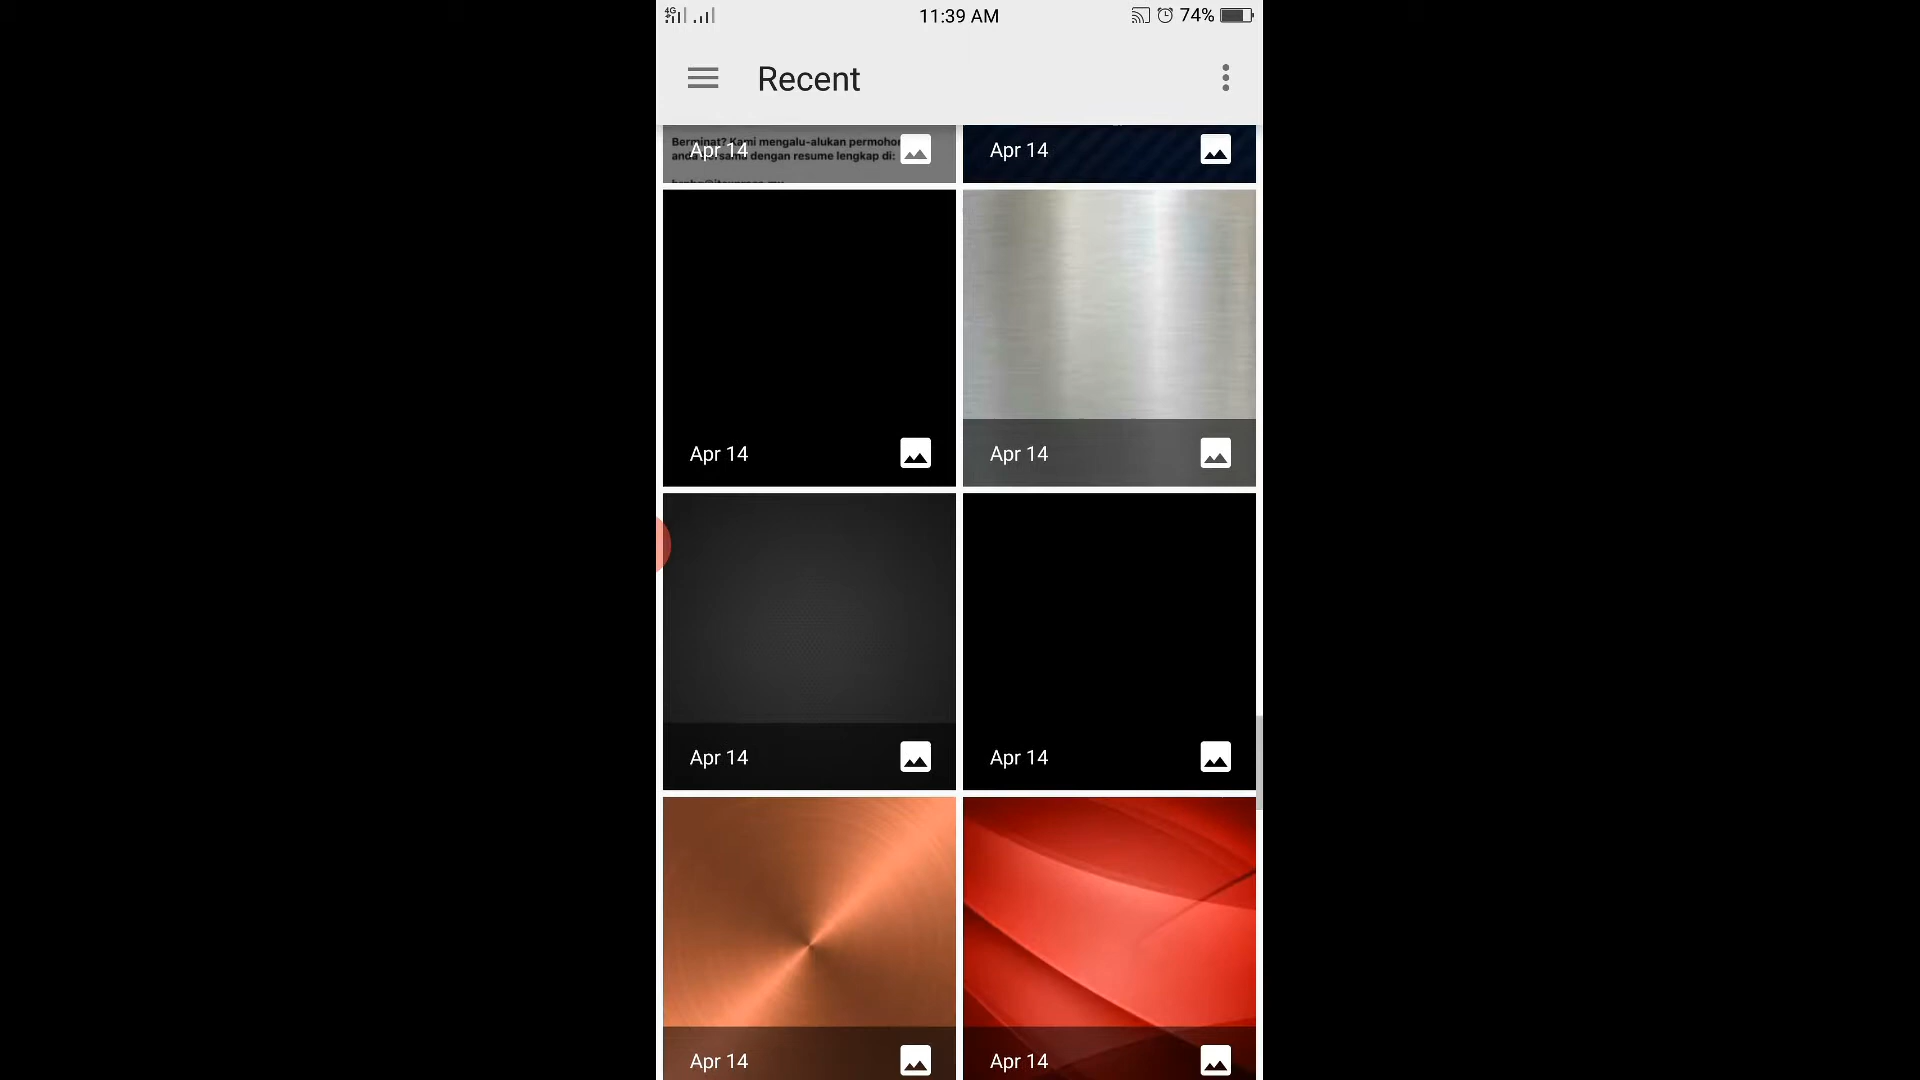 4G
11:39 AM
74%
Recent
Berminat? Kami mengalu-alukan
dengan resume lengkap di:
Apr 14
Apr 14
Apr 14
Apr 14
Apr 14
Apr 14
Apr 14
Apr 14